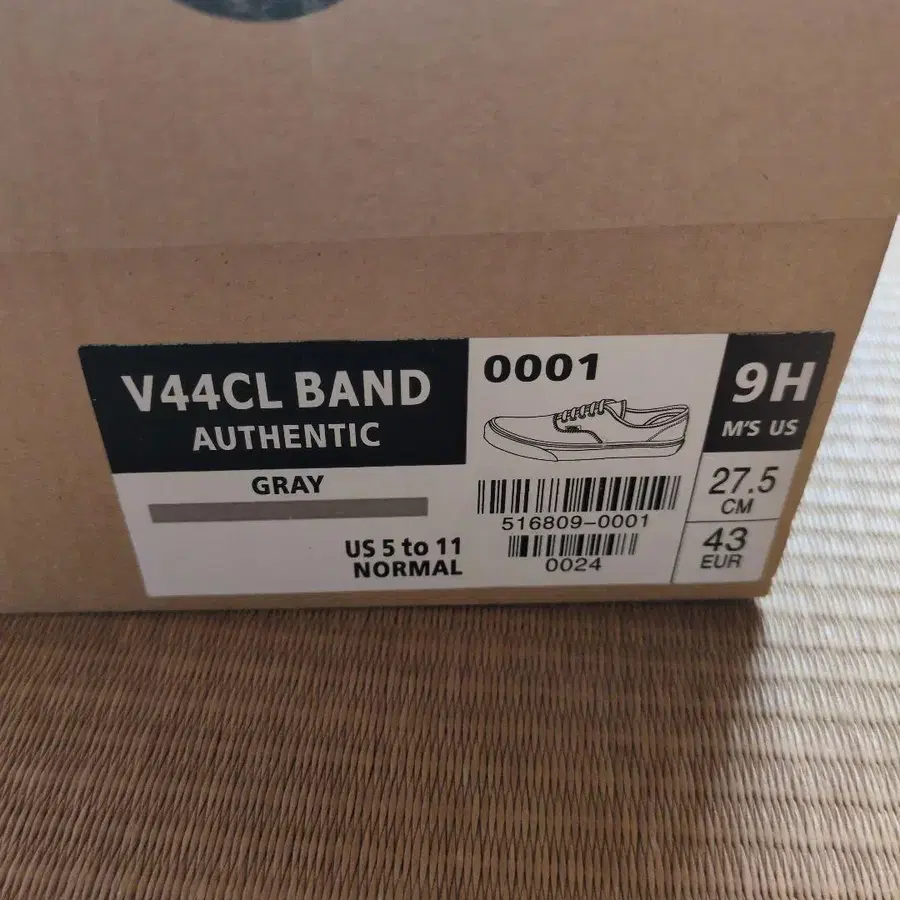 V44CL BAND
AUTHENTIC
GRAY
US 5 to 11
NORMAL
0001
516809-0001
0024
9H
M'S US
27.5
CM
43
EUR